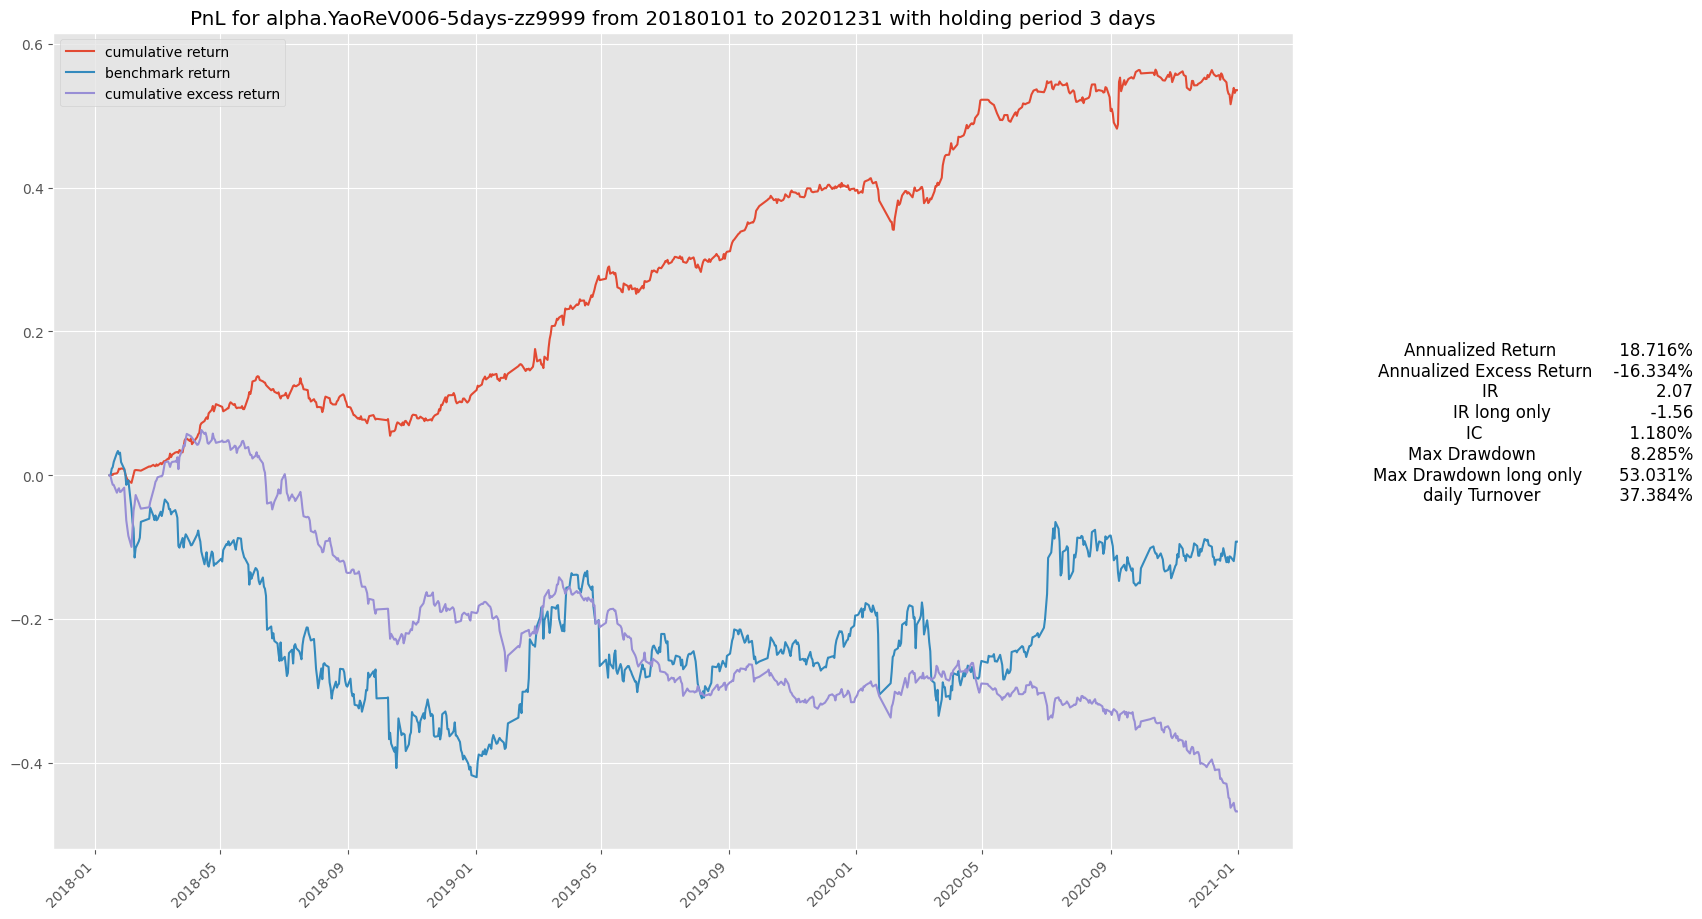 PnL for alpha.YaoReV006-5days-zz9999 from 20180101 to 20201231 with holding period 3 days
cumulative return
benchmark return
cumulative excess return
0.6
0.4
0.2
0.0
−0.2
−0.4
2018-01
2018-05
2018-09
2019-01
2019-05
2019-09
2020-01
2020-05
2020-09
2021-01
Annualized Return 18.716%
Annualized Excess Return -16.334%
IR 2.07
IR long only -1.56
IC 1.180%
Max Drawdown 8.285%
Max Drawdown long only 53.031%
daily Turnover 37.384%